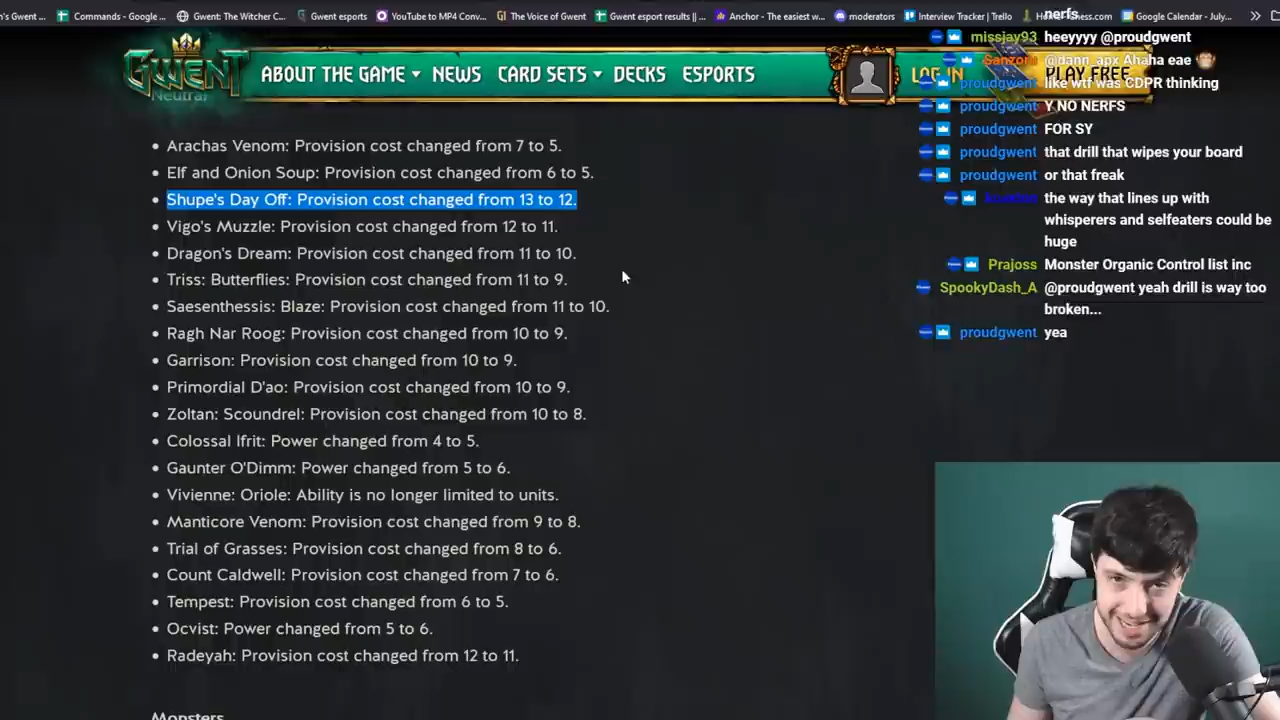 n's Gwent ...
Commands - Google ...
Gwent: The Witcher C...
Gwent esports
YouTube to MP4 Conv...
The Voice of Gwent
Gwent esport results || ...
Anchor - The easiest w...
moderators
Interview Tracker | Trello
Google Calendar - July...
GWENT
Neutral
ABOUT THE GAME
NEWS
CARD SETS
DECKS
ESPORTS
LOG IN
PLAY FREE
• Arachas Venom: Provision cost changed from 7 to 5.
• Elf and Onion Soup: Provision cost changed from 6 to 5.
• Shupe's Day Off: Provision cost changed from 13 to 12.
• Vigo's Muzzle: Provision cost changed from 12 to 11.
• Dragon's Dream: Provision cost changed from 11 to 10.
• Triss: Butterflies: Provision cost changed from 11 to 9.
• Saesenthessis: Blaze: Provision cost changed from 11 to 10.
• Ragh Nar Roog: Provision cost changed from 10 to 9.
• Garrison: Provision cost changed from 10 to 9.
• Primordial D'ao: Provision cost changed from 10 to 9.
• Zoltan: Scoundrel: Provision cost changed from 10 to 8.
• Colossal Ifrit: Power changed from 4 to 5.
• Gaunter O'Dimm: Power changed from 5 to 6.
• Vivienne: Oriole: Ability is no longer limited to units.
• Manticore Venom: Provision cost changed from 9 to 8.
• Trial of Grasses: Provision cost changed from 8 to 6.
• Count Caldwell: Provision cost changed from 7 to 6.
• Tempest: Provision cost changed from 6 to 5.
• Ocvist: Power changed from 5 to 6.
• Radeyah: Provision cost changed from 12 to 11.
Monsters
nerfs
missjay93 heeyyyy @proudgwent
Sanzoni @dann_apx Ahaha eae
proudgwent like wtf was CDPR thinking
proudgwent Y NO NERFS
proudgwent FOR SY
proudgwent that drill that wipes your board
proudgwent or that freak
the way that lines up with
whisperers and selfeaters could be
huge
Prajoss Monster Organic Control list inc
SpookyDash_A @proudgwent yeah drill is way too
broken...
proudgwent yea